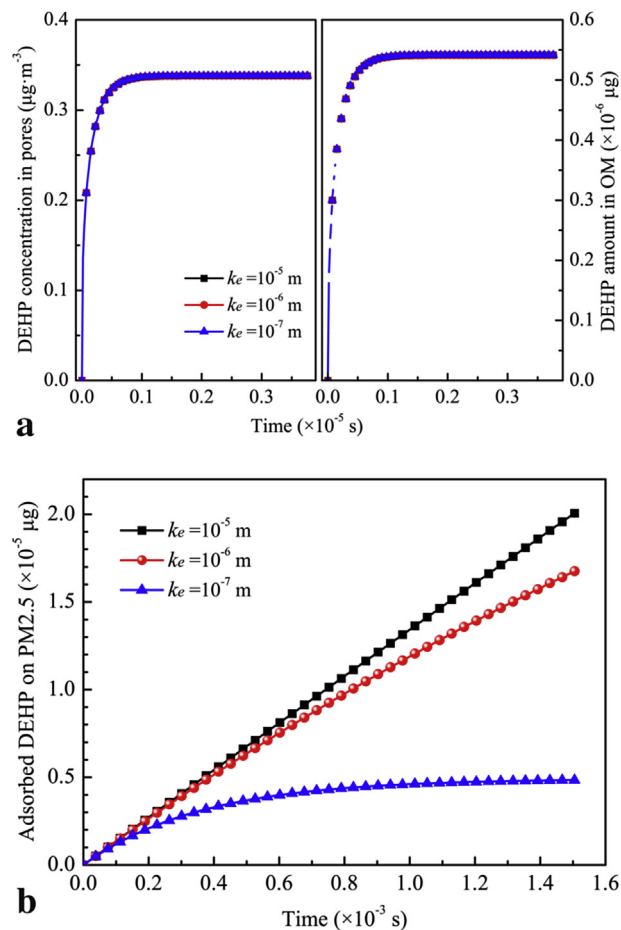 DEHP concentration in pores (μg·m⁻³)
0.4
0.3
0.2
0.1
0.0
0.0 0.1 0.2 0.3
kₑ =10⁻⁵ m
kₑ =10⁻⁶ m
kₑ =10⁻⁷ m
0.0 0.1 0.2 0.3
0.6
0.5
0.4
0.3
0.5
0.1
0.0
DEHP amount in OM (×10⁻⁶ μg)
Time (×10⁻⁵ s)
a
Adsorbed DEHP on PM2.5 (×10⁻⁵ μg)
2.0
1.5
1.0
0.5
0.0
kₑ =10⁻⁵ m
kₑ =10⁻⁶ m
kₑ =10⁻⁷ m
0.0 0.2 0.4 0.6 0.8 1.0 1.2 1.4 1.6
Time (×10⁻³ s)
b